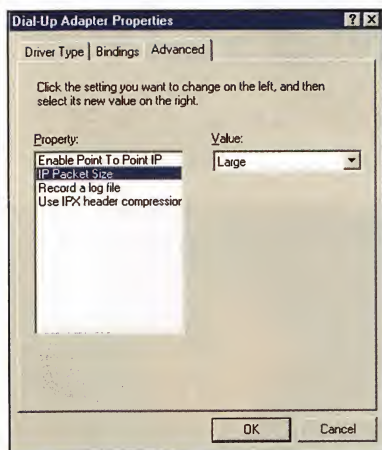 Dial-Up Adapter Properties
Driver Type
Bindings
Advanced
Click the setting you want to change on the left, and then
select its new value on the right.
Property:
Value:
Enable Point To Point IP
IP Packet Size
Record a log file
Use IPX header compression
Large
OK
Cancel